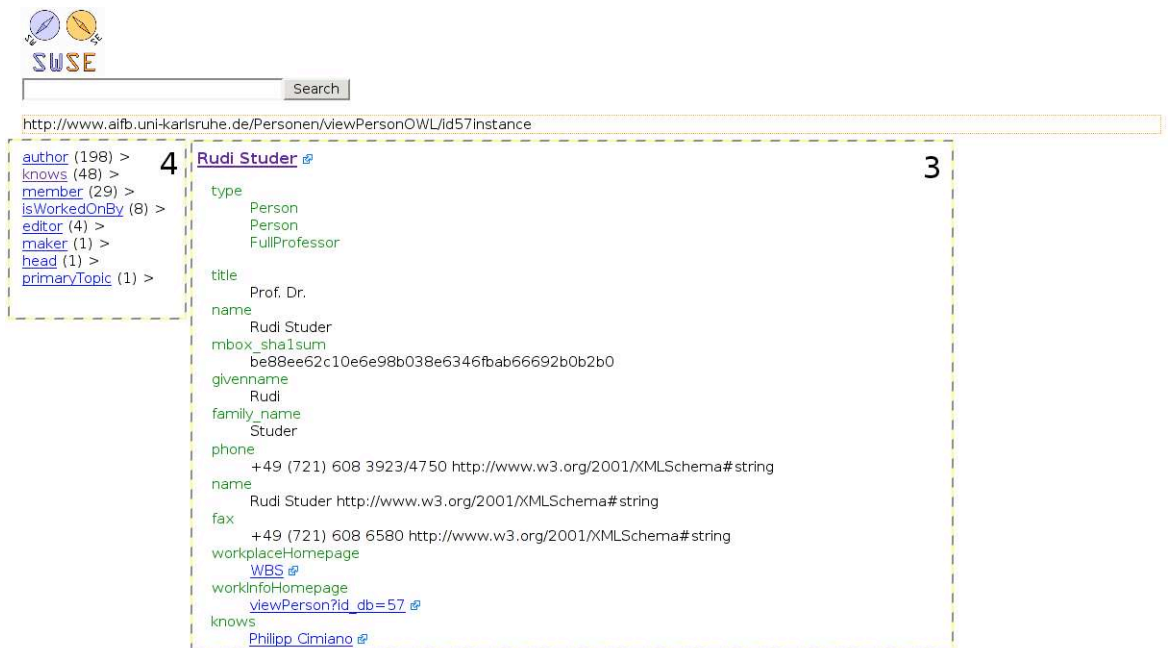 SW SE
SWSE
Search
http://www.aifb.uni-karlsruhe.de/Personen/viewPersonOWL/id57instance
author (198) >
knows (48) >
member (29) >
isWorkedOnBy (8) >
editor (4) >
maker (1) >
head (1) >
primaryTopic (1) >
4
Rudi Studer
3
type
Person
Person
FullProfessor
title
Prof. Dr.
name
Rudi Studer
mbox_sha1sum
be88ee62c10e6e98b038e6346fbab66692b0b2b0
givenname
Rudi
family_name
Studer
phone
+49 (721) 608 3923/4750 http://www.w3.org/2001/XMLSchema#string
name
Rudi Studer http://www.w3.org/2001/XMLSchema#string
fax
+49 (721) 608 6580 http://www.w3.org/2001/XMLSchema#string
workplaceHomepage
WBS
workInfoHomepage
viewPerson?id_db=57
knows
Philipp Cimiano